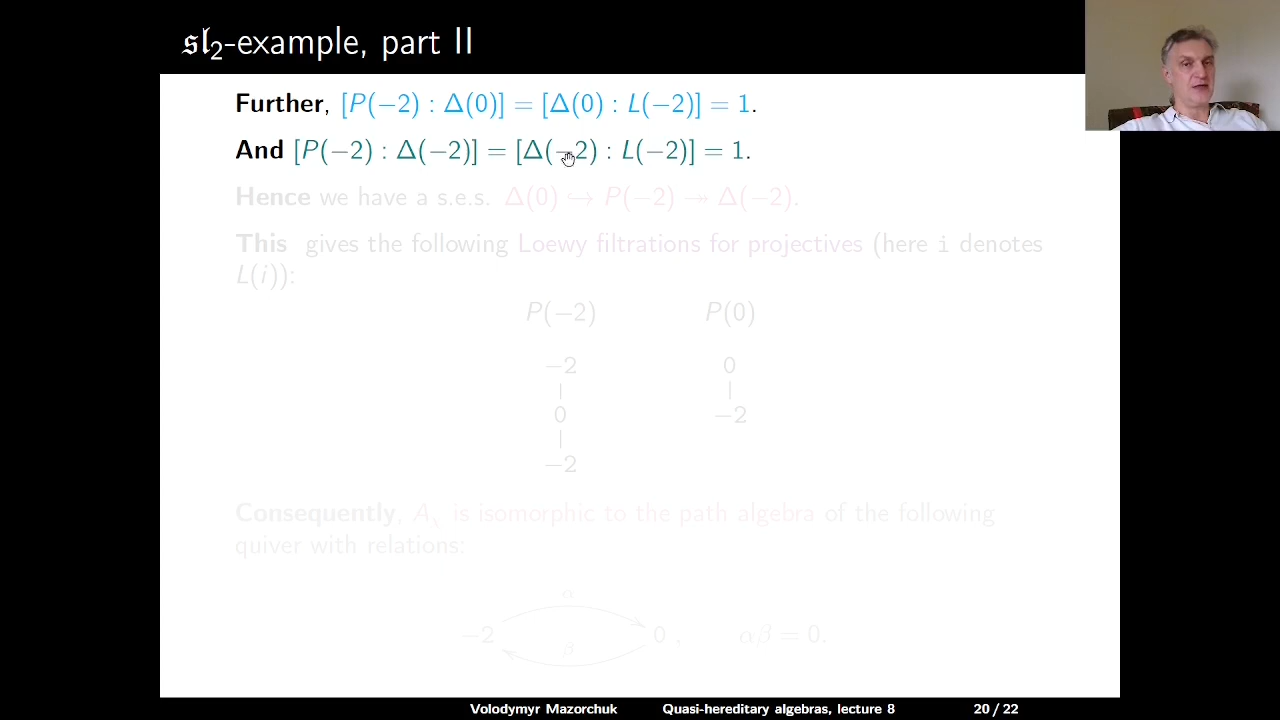 𝔰𝔩₂-example, part II
Further, [P(−2) : Δ(0)] = [Δ(0) : L(−2)] = 1.
And [P(−2) : Δ(−2)] = [Δ(−2) : L(−2)] = 1.
Hence we have a s.e.s. Δ(0) ↪ P(−2) ↠ Δ(−2).
This gives the following Loewy filtrations for projectives (here i denotes
L(i)):
P(−2) P(0)
−2 0
0 −2
−2
Consequently, A_λ is isomorphic to the path algebra of the following
quiver with relations:
α
−2 0 , αβ = 0.
β
Volodymyr Mazorchuk Quasi-hereditary algebras, lecture 8 20 / 22